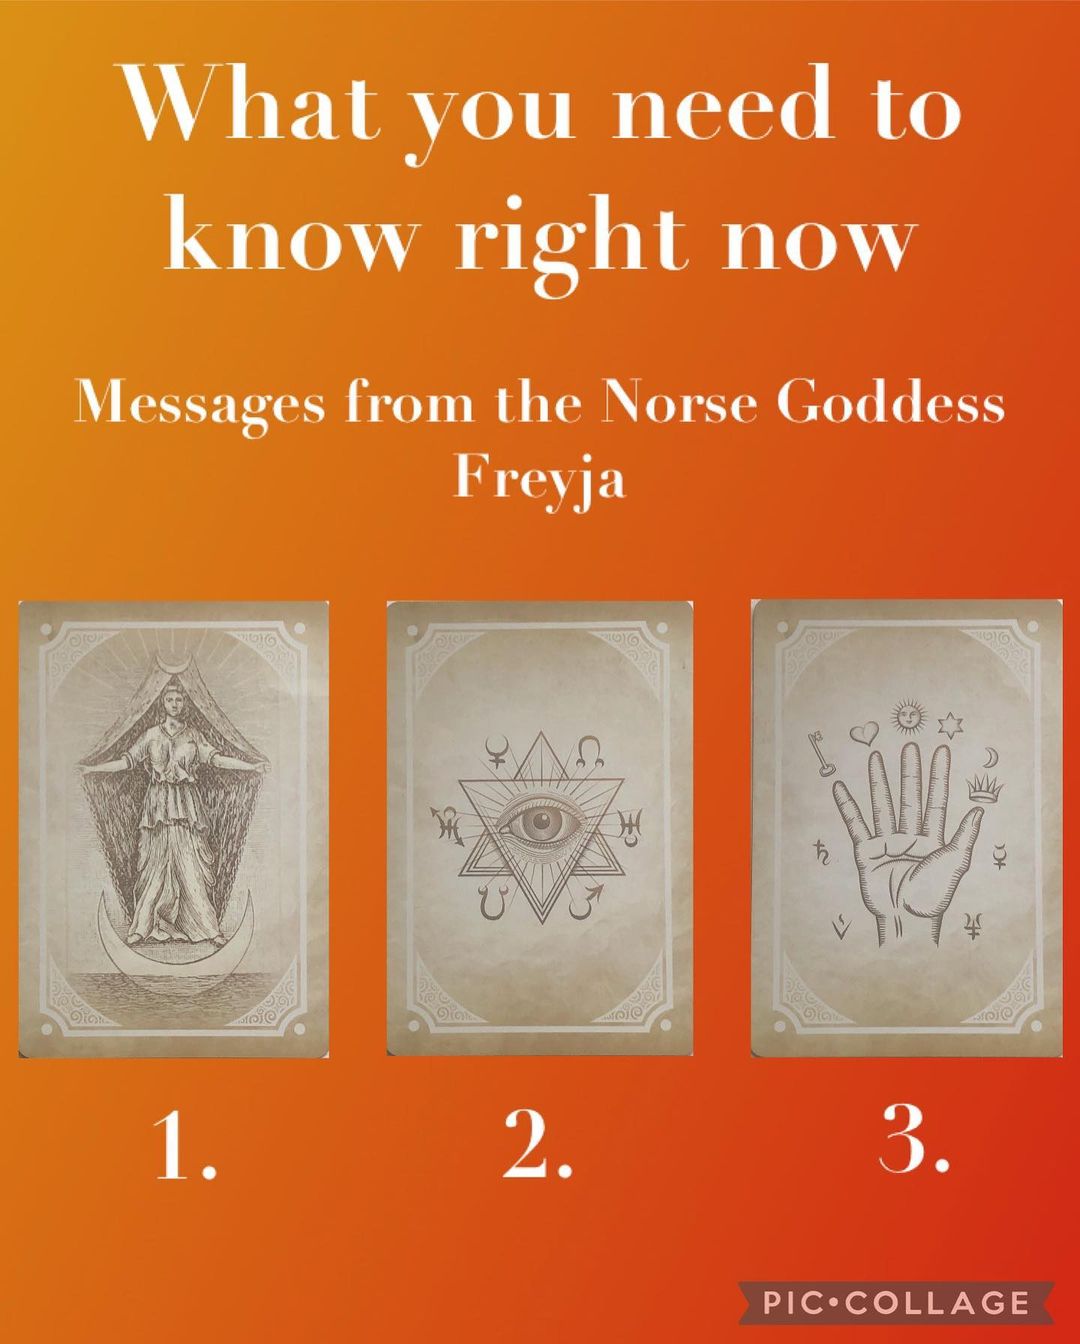 What you need to
know right now
Messages from the Norse Goddess
Freyja
1.
2.
3.
PIC•COLLAGE